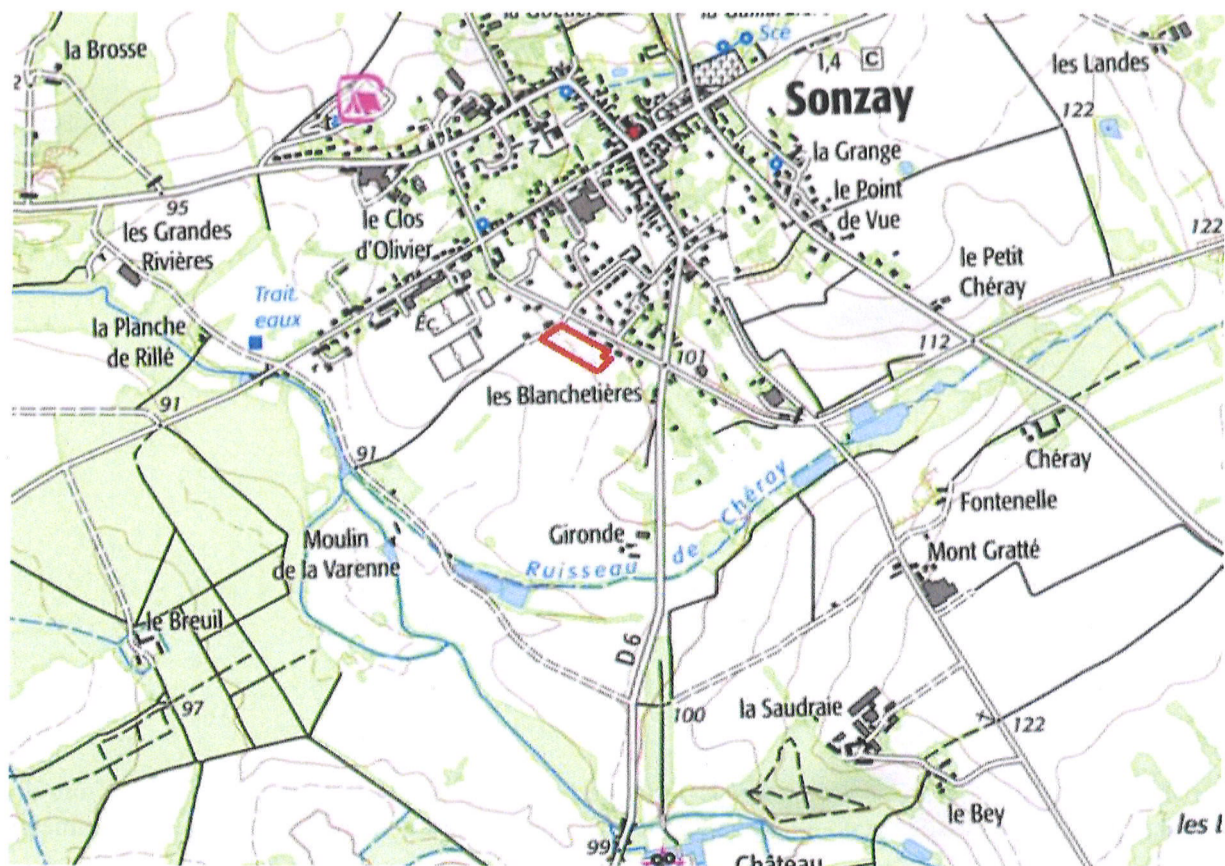 la Brosse
Sce
1,4 C
les Landes
Sonzay
122
la Grange
le Point
de Vue
95
le Clos
d'Olivier
les Grandes
Rivières
122
le Petit
Chéray
Trait.
eaux
Éc.
la Planche
de Rillé
101
112
les Blanchetières
91
91
Chéray
Fontenelle
Moulin
de la Varenne
Gironde
Ruisseau de Chéray
Mont Gratté
le Breuil
D 6
97
100
la Saudraie
122
le Bey
99
Château
les